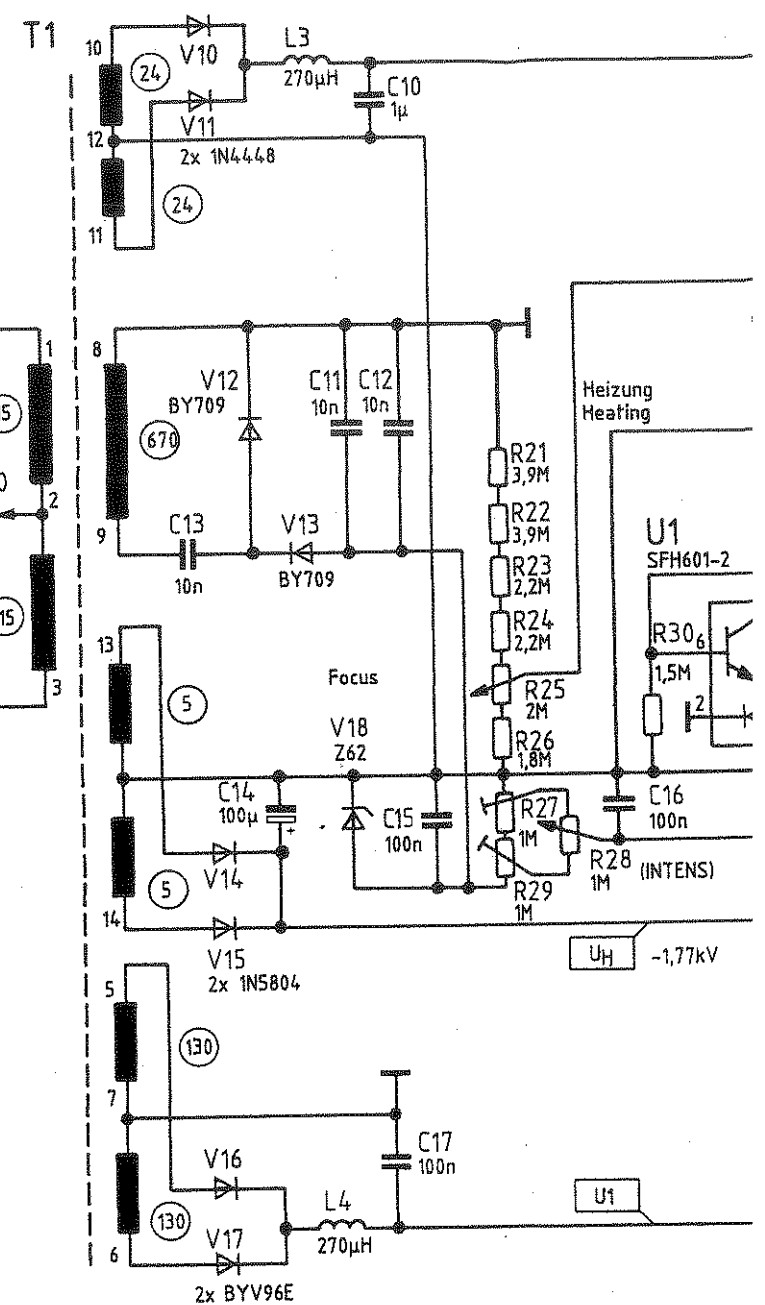 T1
10
24
V10
L3
270µH
C10
1µ
V11
12
2x 1N4448
24
11
8
1
V12
BY709
C11
10n
C12
10n
Heizung
Heating
5
670
R21
3,9M
0
2
R22
3,9M
U1
SFH601-2
9
C13
10n
V13
BY709
R23
2,2M
15
R24
2,2M
R30
6
1,5M
13
3
5
Focus
R25
2M
2
V18
Z62
R26
1,8M
C14
100µ
+
C15
100n
R27
1M
C16
100n
5
V14
R28
1M
(INTENS)
R29
1M
14
V15
2x 1N5804
UH
-1,77kV
5
130
7
C17
100n
V16
L4
270µH
U1
130
V17
6
2x BYV96E